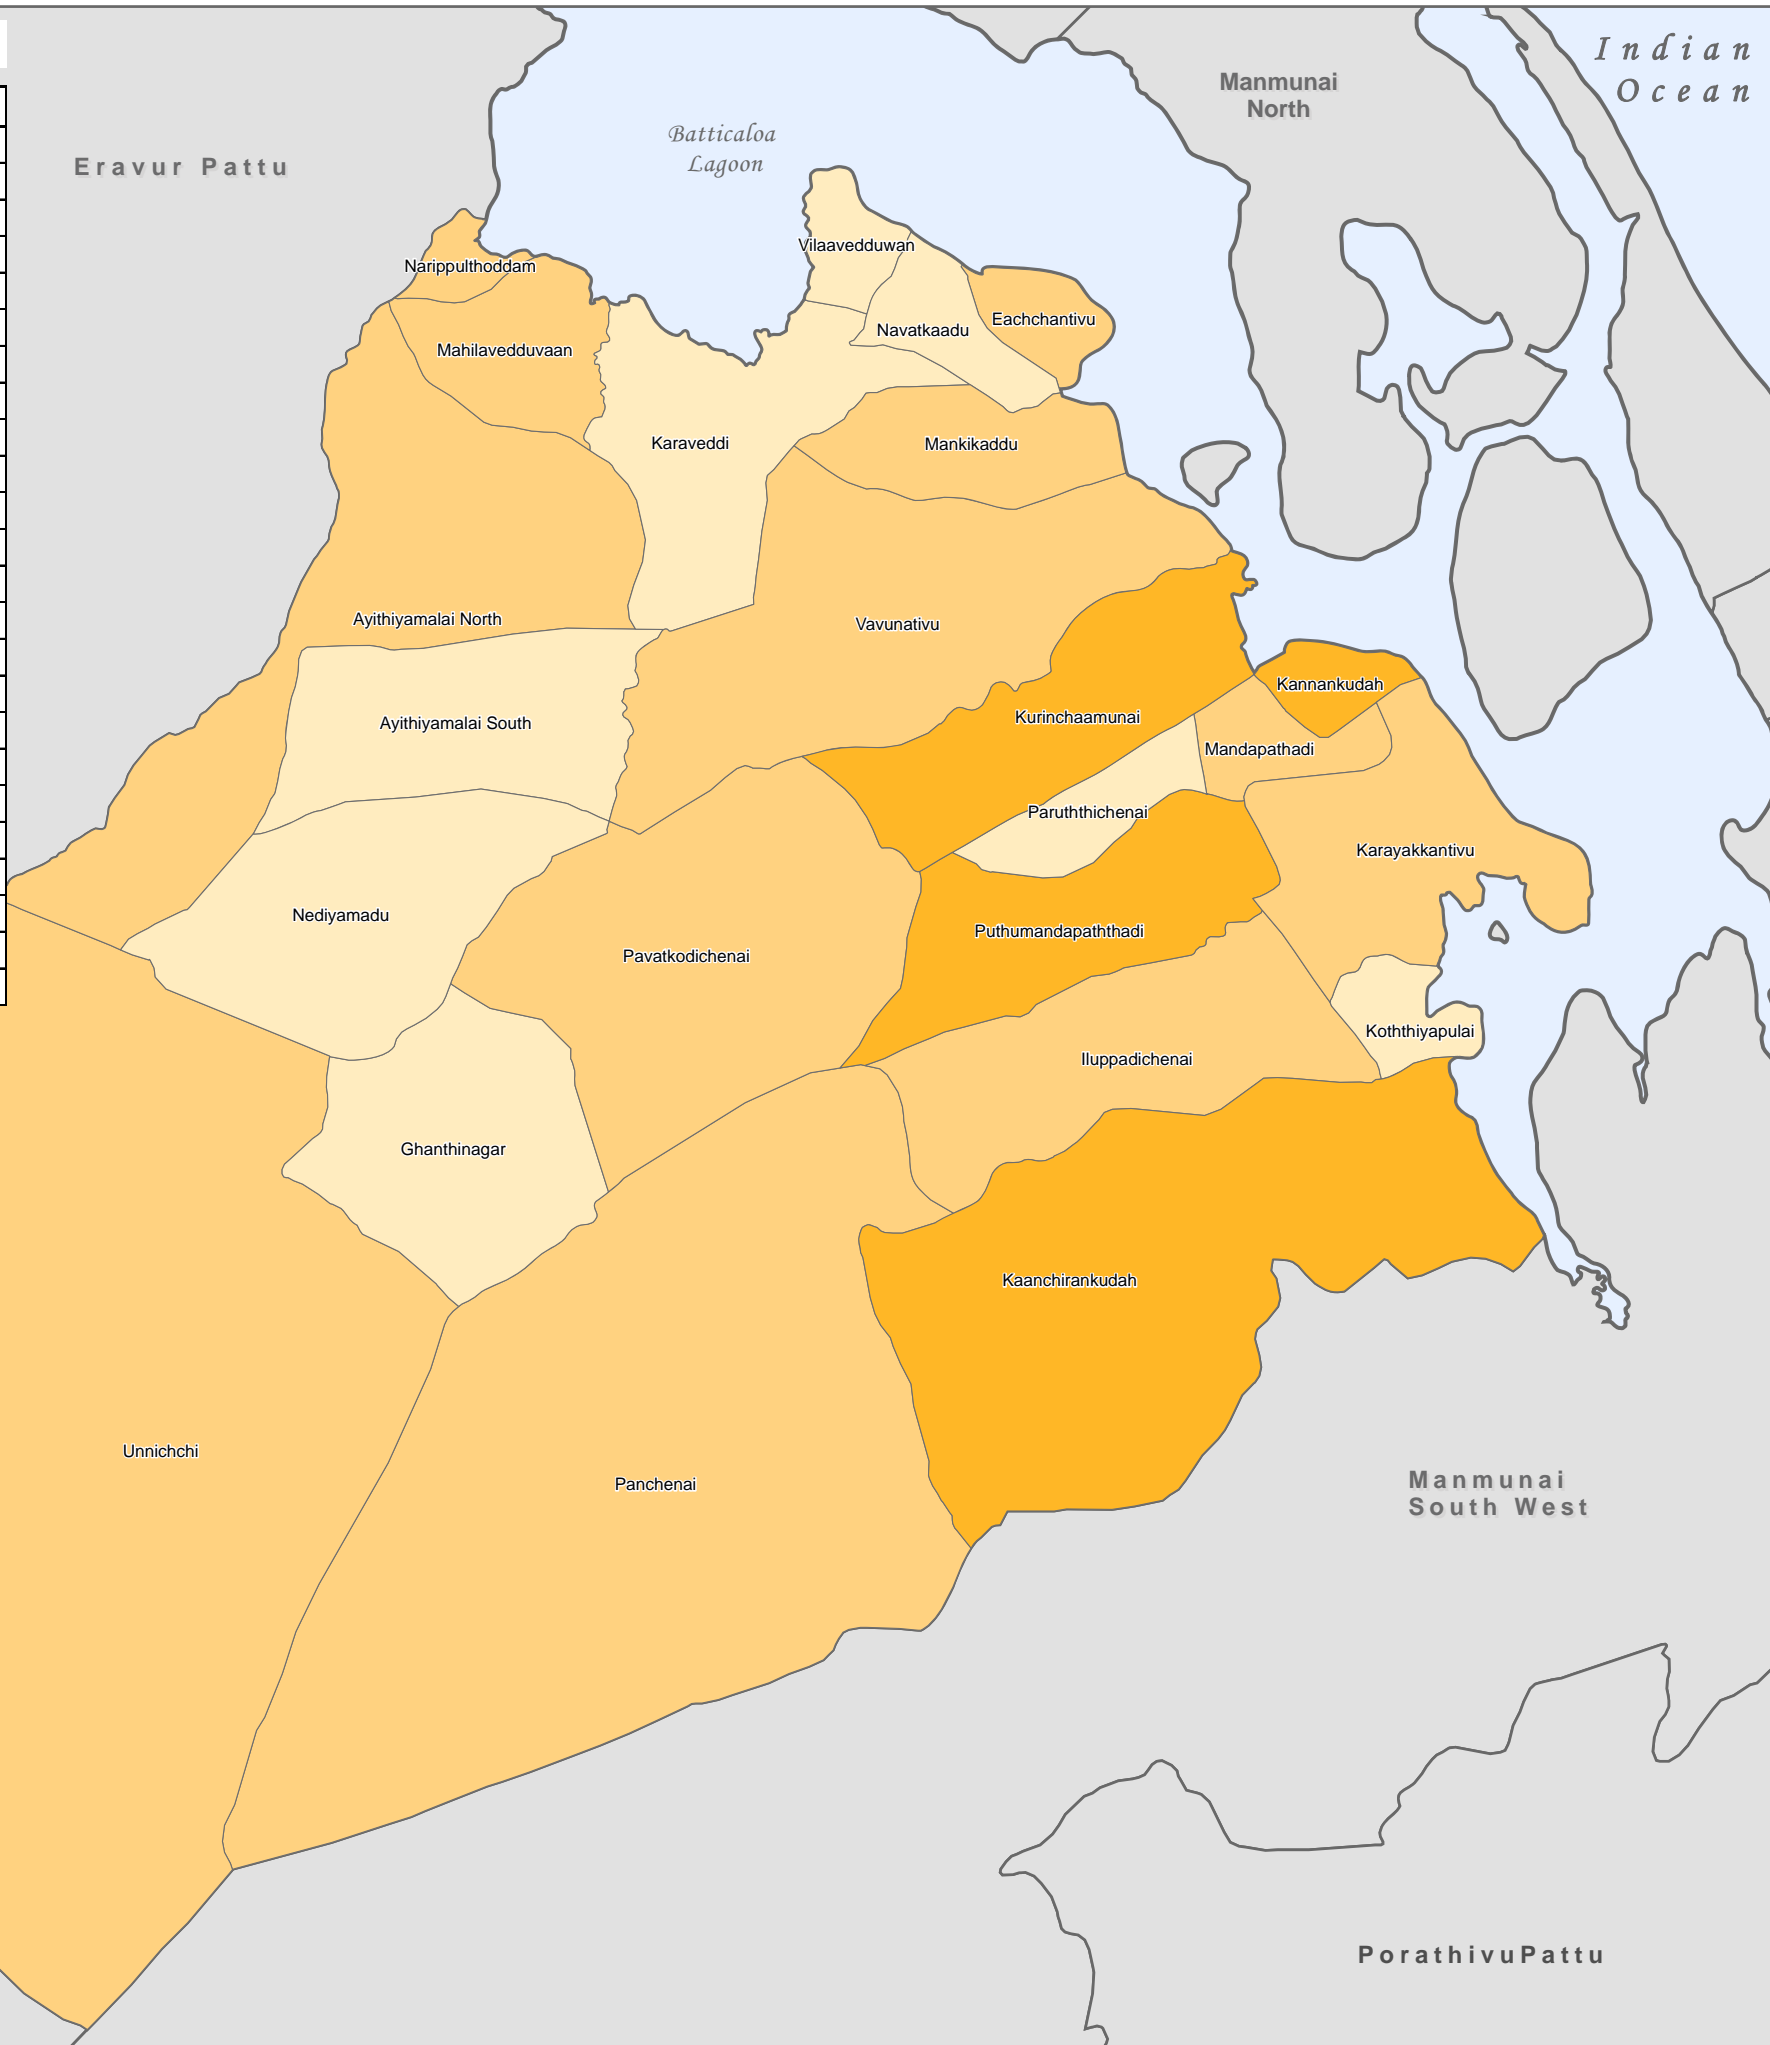 Indian
Ocean
Manmunai
North
Batticaloa
Lagoon
Eravur Pattu
Vilaavedduwan
Narippulthoddam
Eachchantivu
Navatkaadu
Mahilavedduvaan
Karaveddi
Mankikaddu
Ayithiyamalai North
Vavunativu
Kannankudah
Kurinchaamunai
Ayithiyamalai South
Mandapathadi
Paruththichenai
Karayakkantivu
Nediyamadu
Puthumandapaththadi
Pavatkodichenai
Koththiyapulai
Iluppadichenai
Ghanthinagar
Kaanchirankudah
Unnichchi
Panchenai
Manmunai
South West
PorathivuPattu